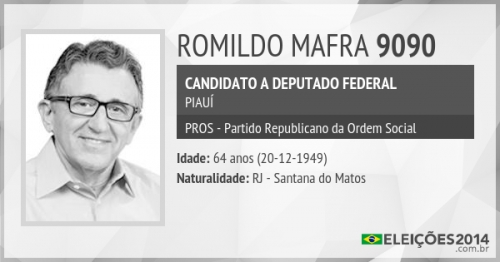 ROMILDO MAFRA 9090
CANDIDATO A DEPUTADO FEDERAL
PIAUÍ
PROS - Partido Republicano da Ordem Social
Idade: 64 anos (20-12-1949)
Naturalidade: RJ - Santana do Matos
ELEIÇÕES2014
.com.br